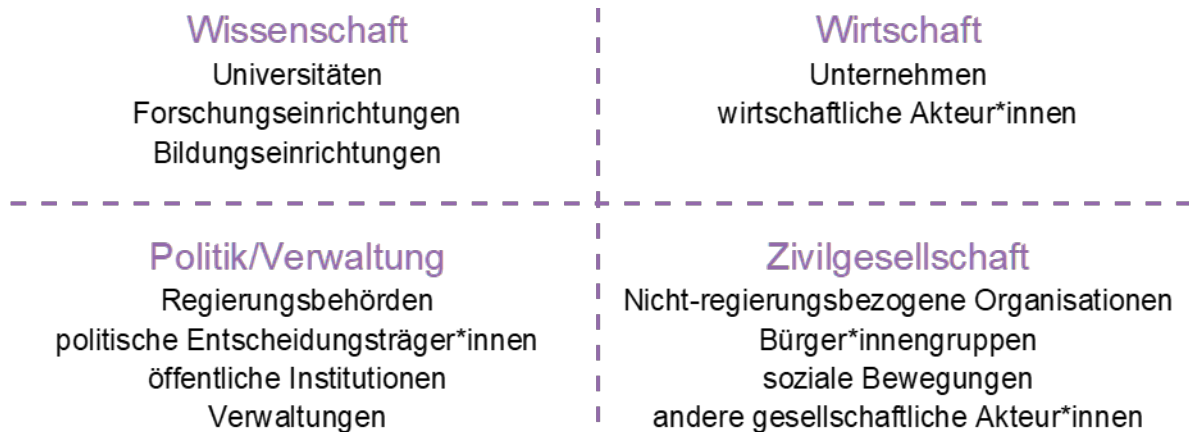 Wissenschaft
Universitäten
Forschungseinrichtungen
Bildungseinrichtungen
Wirtschaft
Unternehmen
wirtschaftliche Akteur*innen
Politik/Verwaltung
Regierungsbehörden
politische Entscheidungsträger*innen
öffentliche Institutionen
Verwaltungen
Zivilgesellschaft
Nicht-regierungsbezogene Organisationen
Bürger*innengruppen
soziale Bewegungen
andere gesellschaftliche Akteur*innen